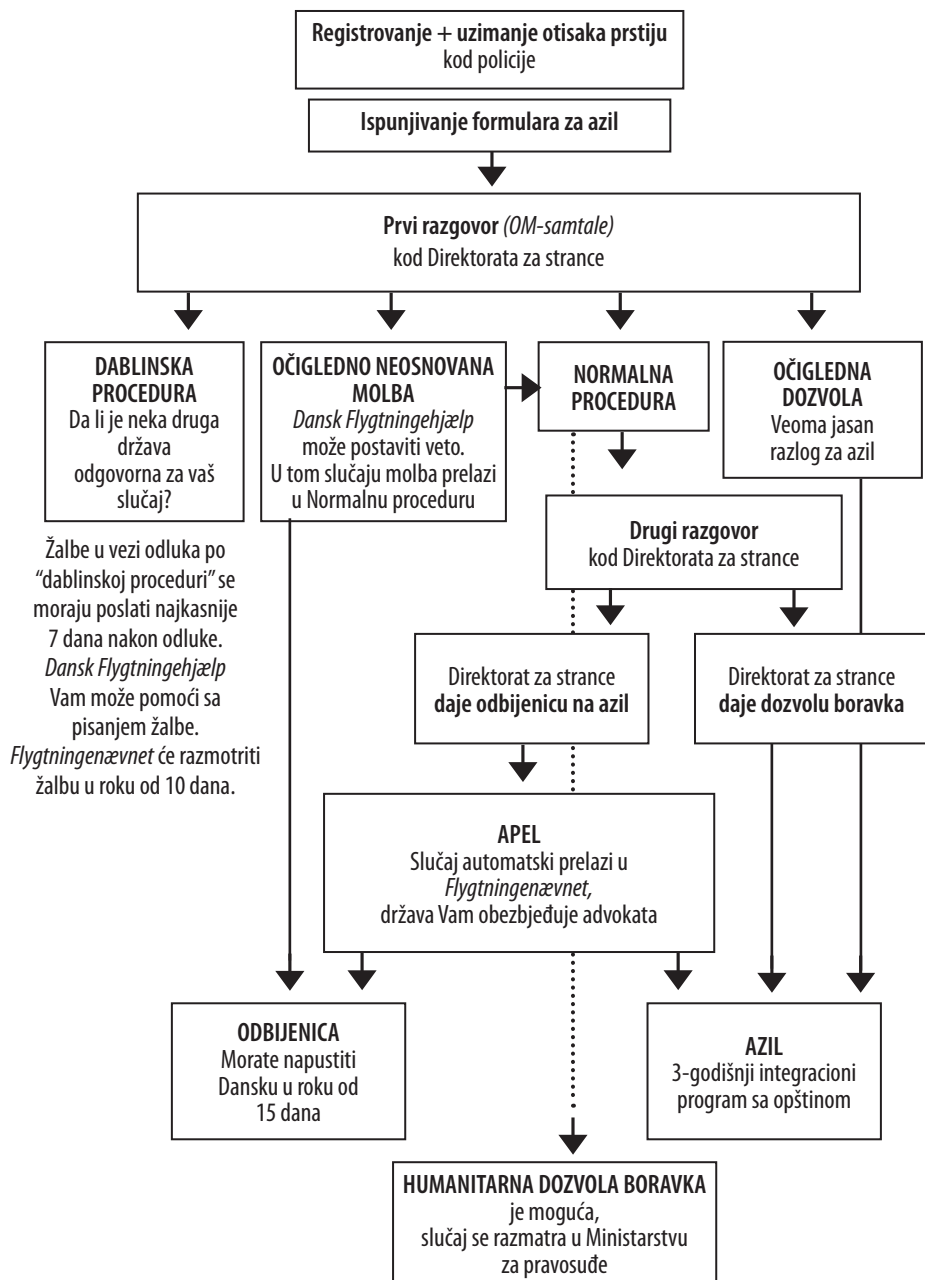 Registrovanje + uzimanje otisaka prstiju
kod policije
Ispunjivanje formulara za azil
Prvi razgovor (OM-samtale)
kod Direktorata za strance
DABLINSKA
PROCEDURA
Da li je neka druga
država
odgovorna za vaš
slučaj?
OČIGLEDNO NEOSNOVANA
MOLBA
Dansk Flygtningehjælp
može postaviti veto.
U tom slučaju molba prelazi
u Normalnu proceduru
NORMALNA
PROCEDURA
OČIGLEDNA
DOZVOLA
Veoma jasan
razlog za azil
Žalbe u vezi odluka po
“dablinskoj proceduri” se
moraju poslati najkasnije
7 dana nakon odluke.
Dansk Flygtningehjælp
Vam može pomoći sa
pisanjem žalbe.
Flygtningenævnet će razmotriti
žalbu u roku od 10 dana.
Drugi razgovor
kod Direktorata za strance
Direktorat za strance
daje odbijenicu na azil
Direktorat za strance
daje dozvolu boravka
APEL
Slučaj automatski prelazi u
Flygtningenævnet,
država Vam obezbjeđuje advokata
ODBIJENICA
Morate napustiti
Dansku u roku od
15 dana
AZIL
3-godišnji integracioni
program sa opštinom
HUMANITARNA DOZVOLA BORAVKA
je moguća,
slučaj se razmatra u Ministarstvu
za pravosuđe